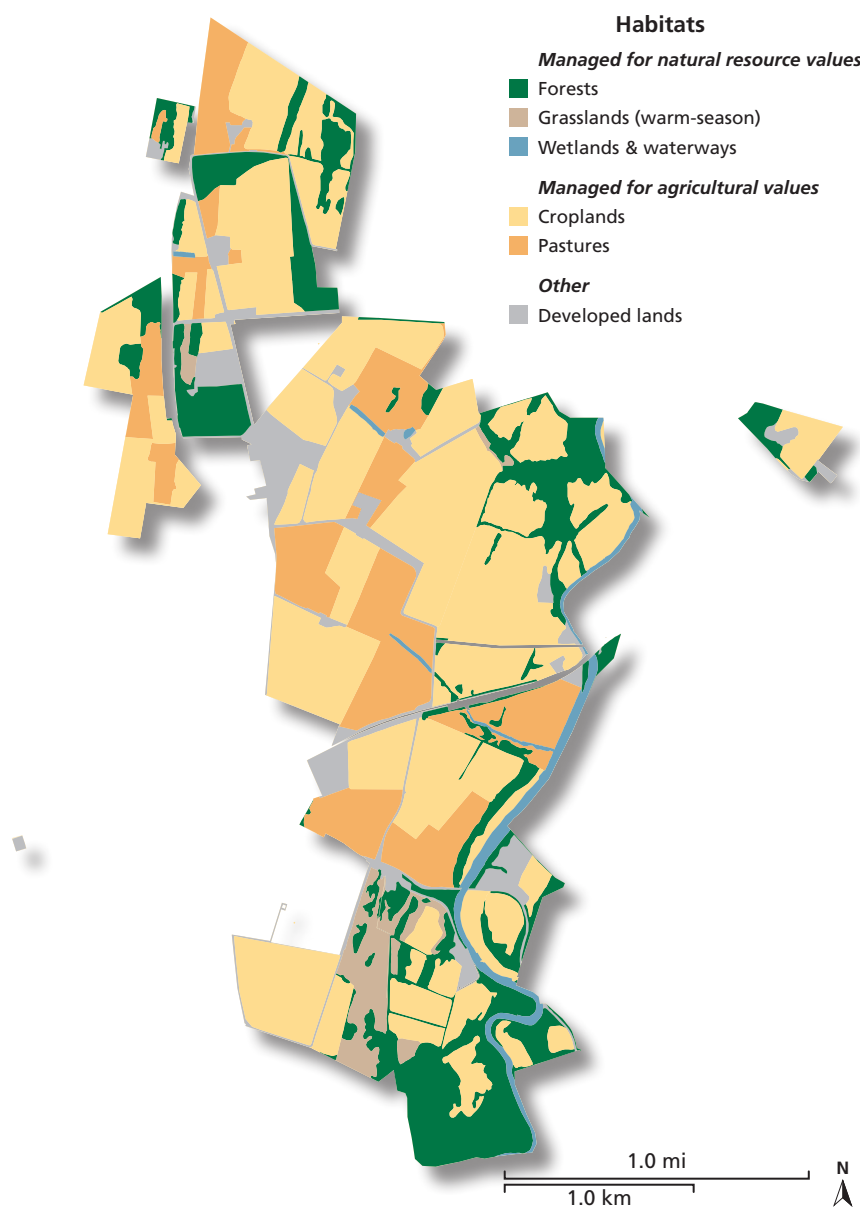 Habitats
Managed for natural resource values
Forests
Grasslands (warm-season)
Wetlands & waterways
Managed for agricultural values
Croplands
Pastures
Other
Developed lands
1.0 mi
1.0 km
N